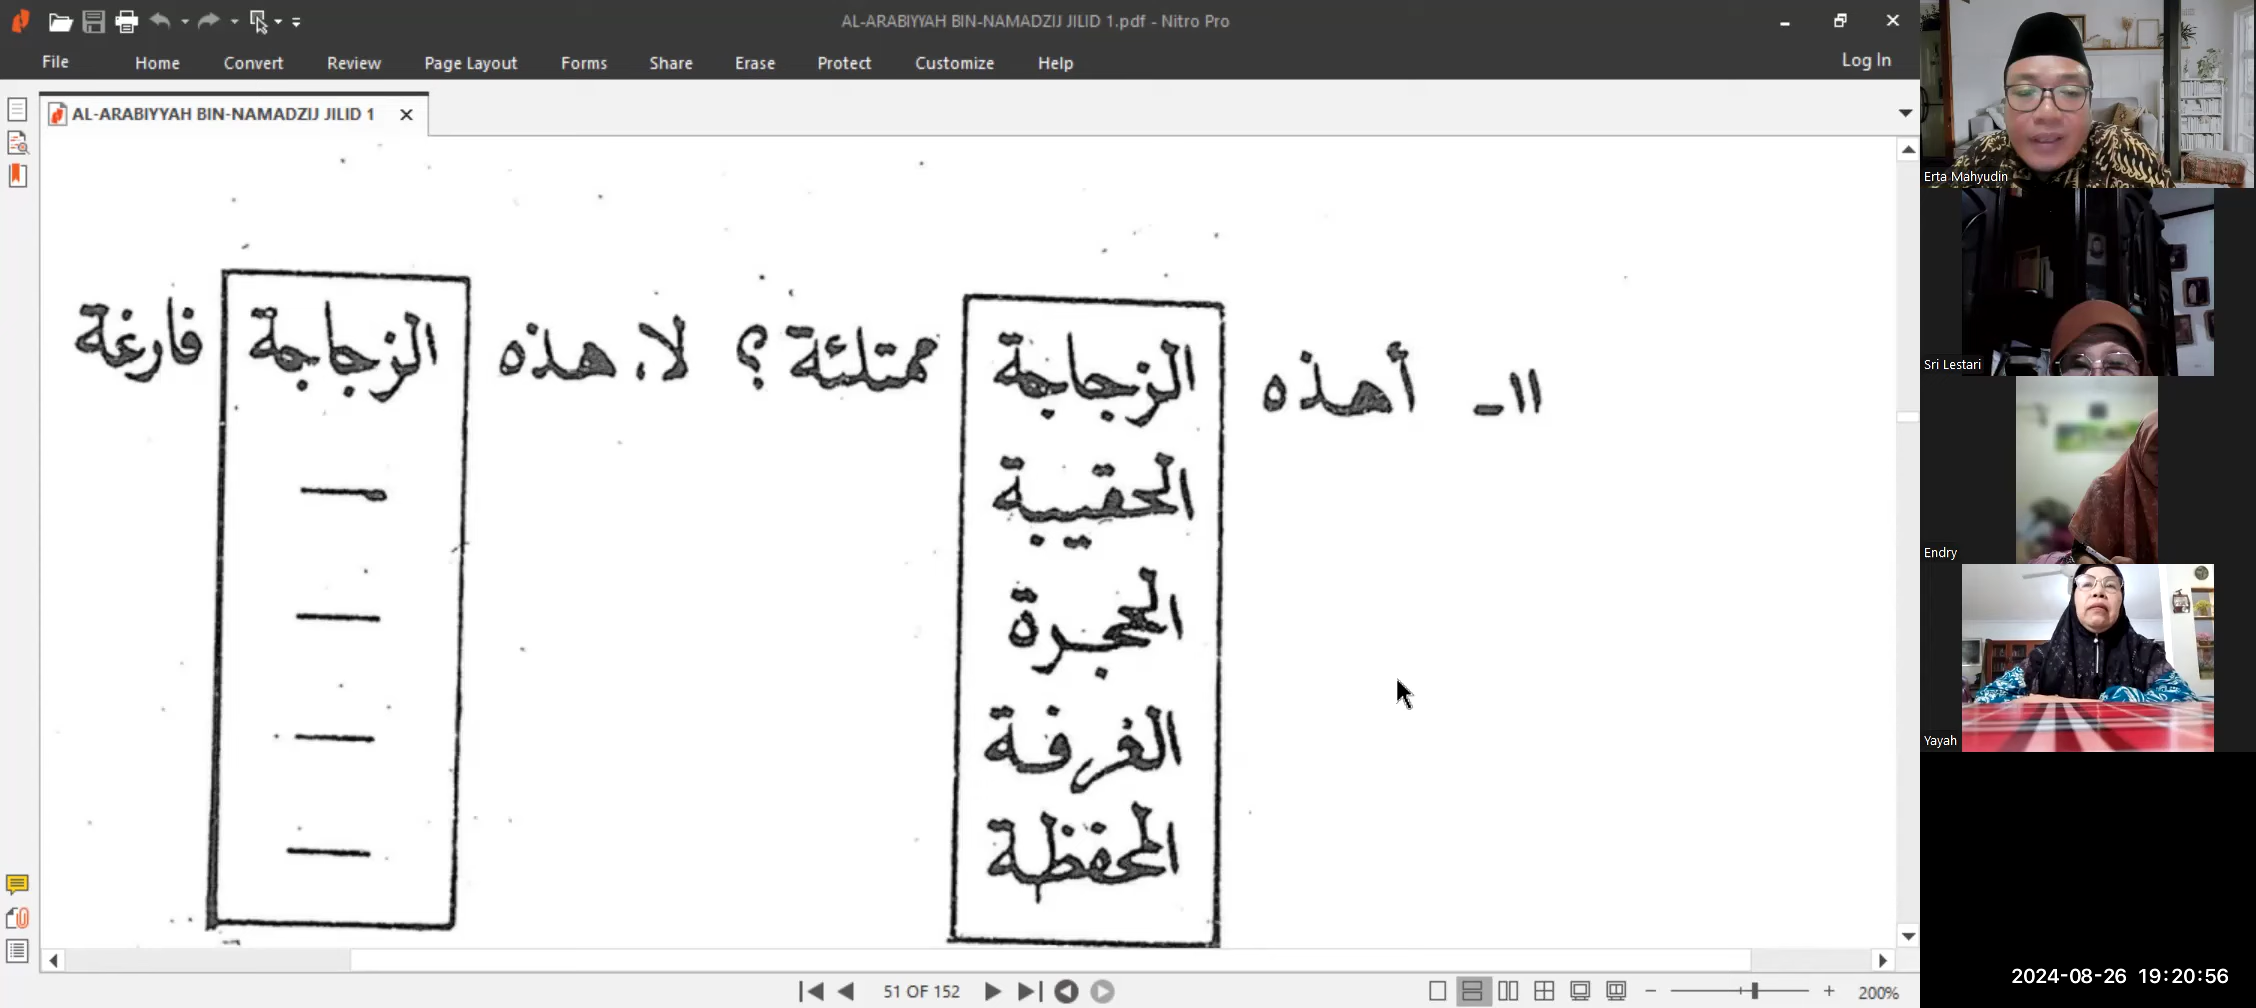 AL-ARABIYYAH BIN-NAMADZIJ JILID 1.pdf - Nitro Pro
File Home Convert Review Page Layout Forms Share Erase Protect Customize Help Log In
AL-ARABIYYAH BIN-NAMADZIJ JILID 1
١١- أهذه الزجاجة ممتلئة؟ لا، هذه الزجاجة فارغة
الحقيبة
الحجرة
الغرفة
المحفظة
Erta Mahyudin
Sri Lestari
Endry
Yayah
2024-08-26 19:20:56
51 OF 152
200%